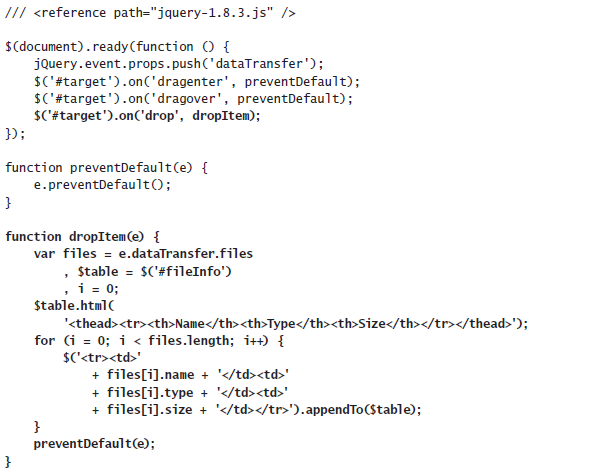 /// <reference path="jquery-1.8.3.js" />

$(document).ready(function () {
    jQuery.event.props.push('dataTransfer');
    $('#target').on('dragenter', preventDefault);
    $('#target').on('dragover', preventDefault);
    $('#target').on('drop', dropItem);
});

function preventDefault(e) {
    e.preventDefault();
}

function dropItem(e) {
    var files = e.dataTransfer.files
        , $table = $('#fileInfo')
        , i = 0;
    $table.html(
        '<thead><tr><th>Name</th><th>Type</th><th>Size</th></tr></thead>');
    for (i = 0; i < files.length; i++) {
        $('<tr><td>'
            + files[i].name + '</td><td>'
            + files[i].type + '</td><td>'
            + files[i].size + '</td></tr>').appendTo($table);
    }
    preventDefault(e);
}